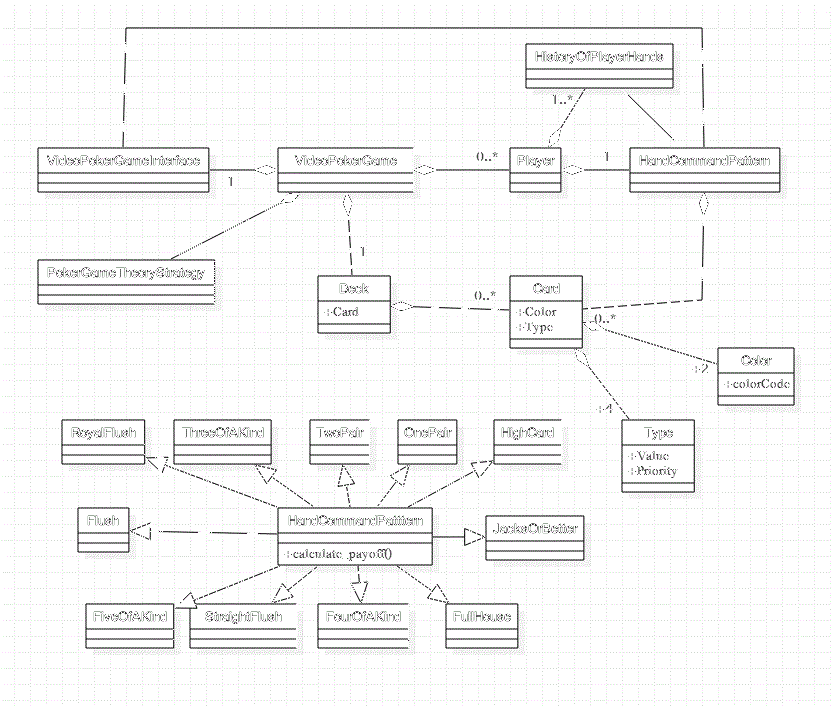 HistoryOfPlayerHands
1..*
VideoPokerGameInterface
VideoPokerGame
0..*
Player
1
HandCommandPattern
1
1
PokerGameTheoryStrategy
Deck
+Card
0..*
Card
+Color
+Type
0..*
Color
+colorCode
+2
+4
Type
+Value
+Priority
RoyalFlush
ThreeOfAKind
TwoPair
OnePair
HighCard
Flush
HandCommandPattern
+calculate_payoff()
JacksOrBetter
FiveOfAKind
StraightFlush
FourOfAKind
FullHouse